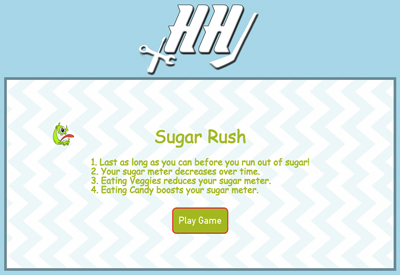 HH
Sugar Rush
1. Last as long as you can before you run out of sugar!
2. Your sugar meter decreases over time.
3. Eating Veggies reduces your sugar meter.
4. Eating Candy boosts your sugar meter.
Play Game